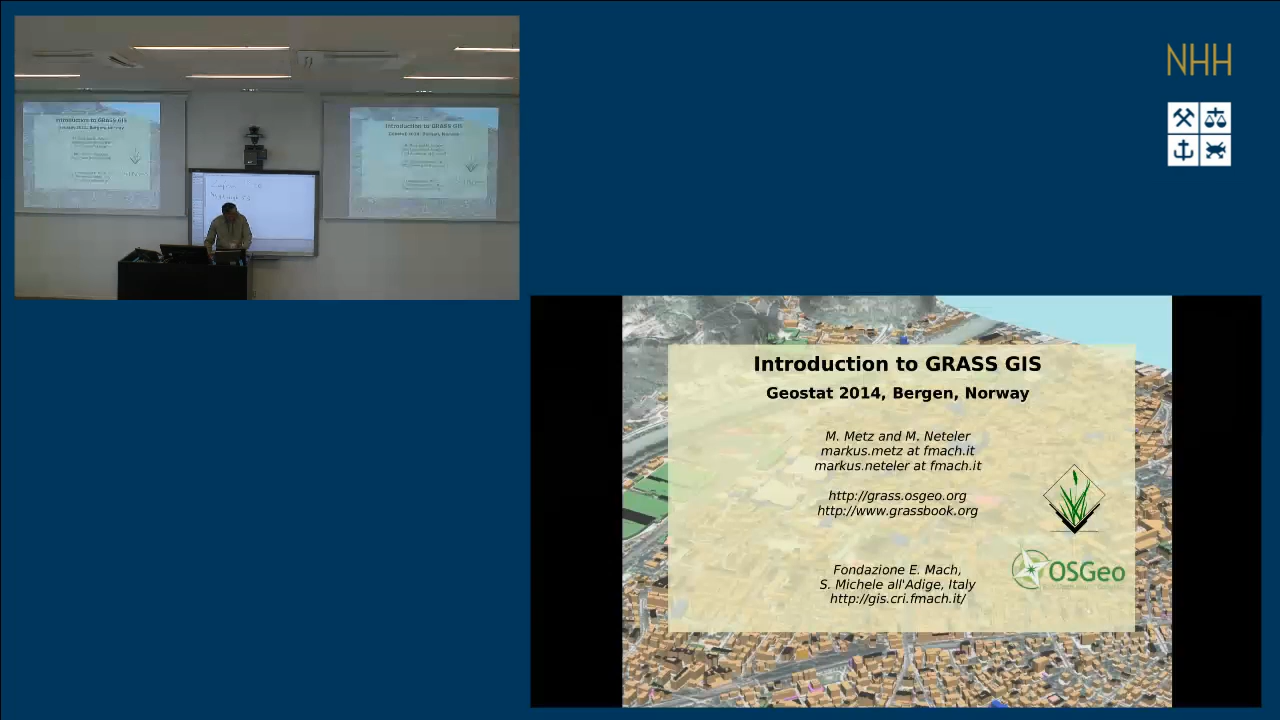 NHH
Introduction to GRASS GIS
Geostat 2014, Bergen, Norway
M. Metz and M. Neteler
markus.metz at fmach.it
markus.neteler at fmach.it
http://grass.osgeo.org
http://www.grassbook.org
OSGeo
Fondazione E. Mach,
S. Michele all'Adige, Italy
http://gis.cri.fmach.it/